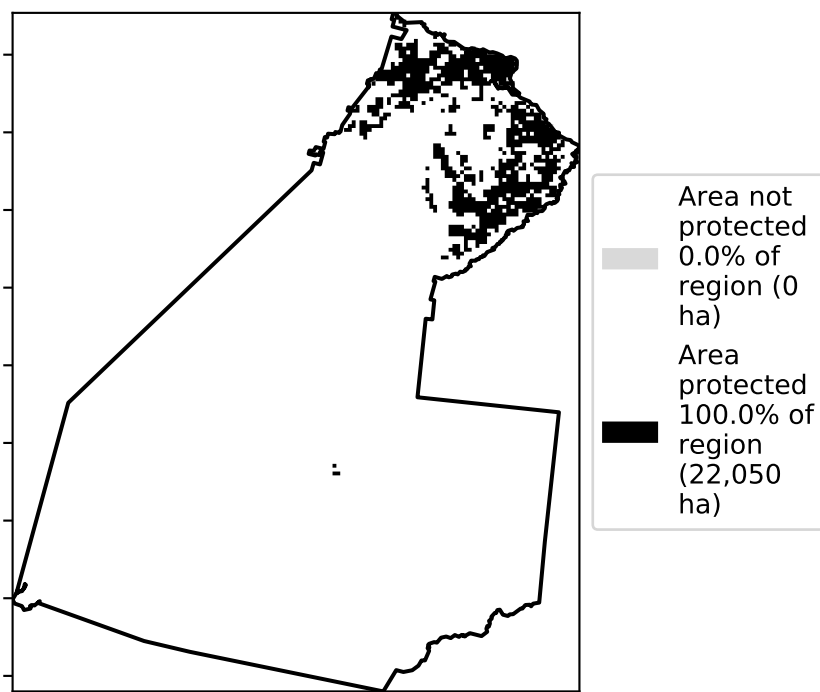 Area not
protected
0.0% of
region (0
ha)
Area
protected
100.0% of
region
(22,050
ha)